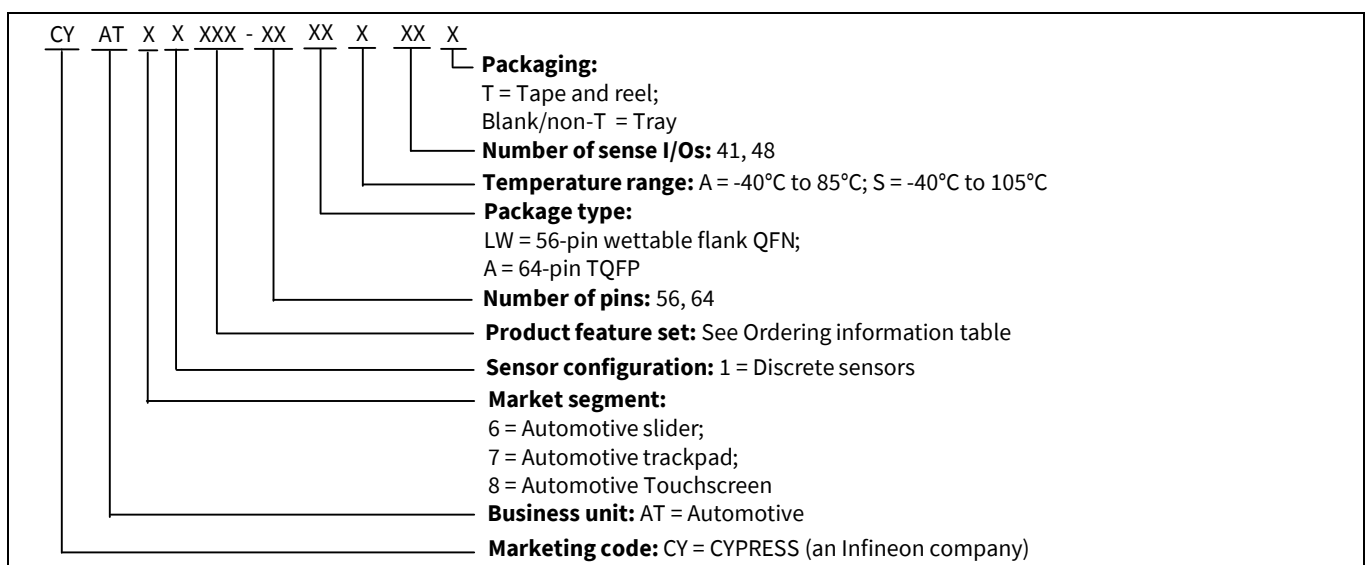 CY AT X X XXX - XX XX X XX X
Packaging:
T = Tape and reel;
Blank/non-T = Tray
Number of sense I/Os: 41, 48
Temperature range: A = -40°C to 85°C; S = -40°C to 105°C
Package type:
LW = 56-pin wettable flank QFN;
A = 64-pin TQFP
Number of pins: 56, 64
Product feature set: See Ordering information table
Sensor configuration: 1 = Discrete sensors
Market segment:
6 = Automotive slider;
7 = Automotive trackpad;
8 = Automotive Touchscreen
Business unit: AT = Automotive
Marketing code: CY = CYPRESS (an Infineon company)